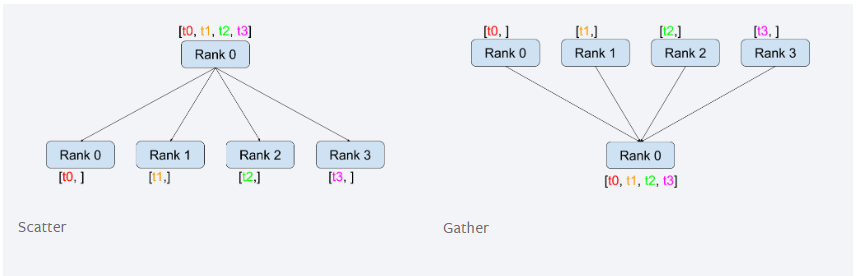 [t0, t1, t2, t3]
Rank 0
Rank 0
Rank 1
Rank 2
Rank 3
[t0, ]
[t1,]
[t2,]
[t3, ]
Scatter
[t0, ]
[t1,]
[t2,]
[t3, ]
Rank 0
Rank 1
Rank 2
Rank 3
Rank 0
[t0, t1, t2, t3]
Gather